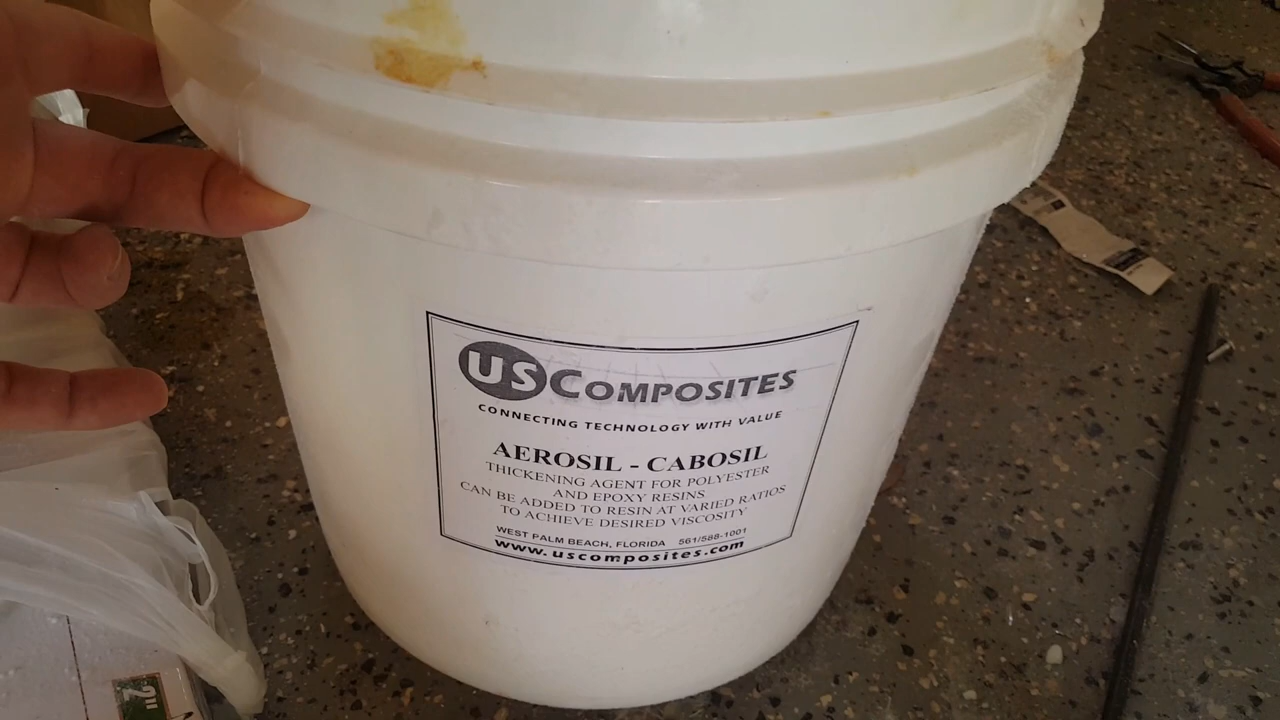 US COMPOSITES
CONNECTING TECHNOLOGY WITH VALUE
AEROSIL - CABOSIL
THICKENING AGENT FOR POLYESTER
AND EPOXY RESINS
CAN BE ADDED TO RESIN AT VARIED RATIOS
TO ACHIEVE DESIRED VISCOSITY
WEST PALM BEACH, FLORIDA 561/588-1001
www.uscomposites.com
2"